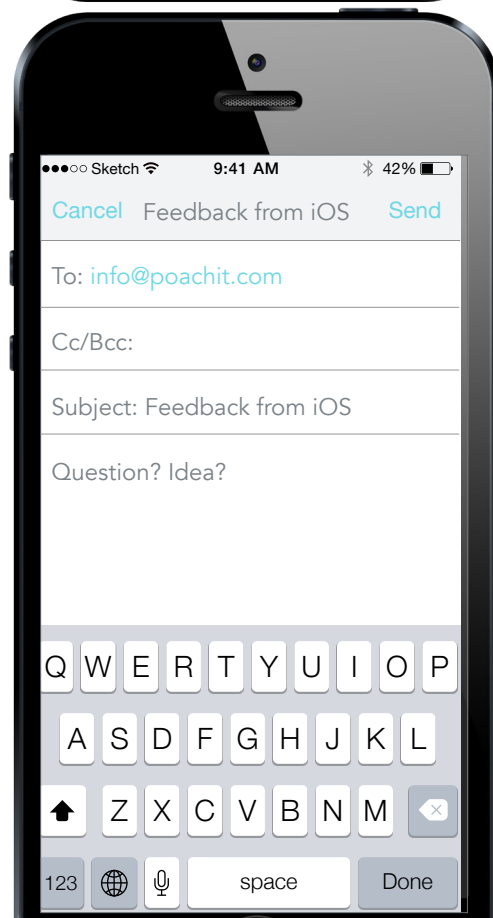 Sketch 9:41 AM 42%
Cancel Feedback from iOS Send
To: info@poachit.com
Cc/Bcc:
Subject: Feedback from iOS
Question? Idea?
Q W E R T Y U I O P
A S D F G H J K L
Z X C V B N M
123 space Done